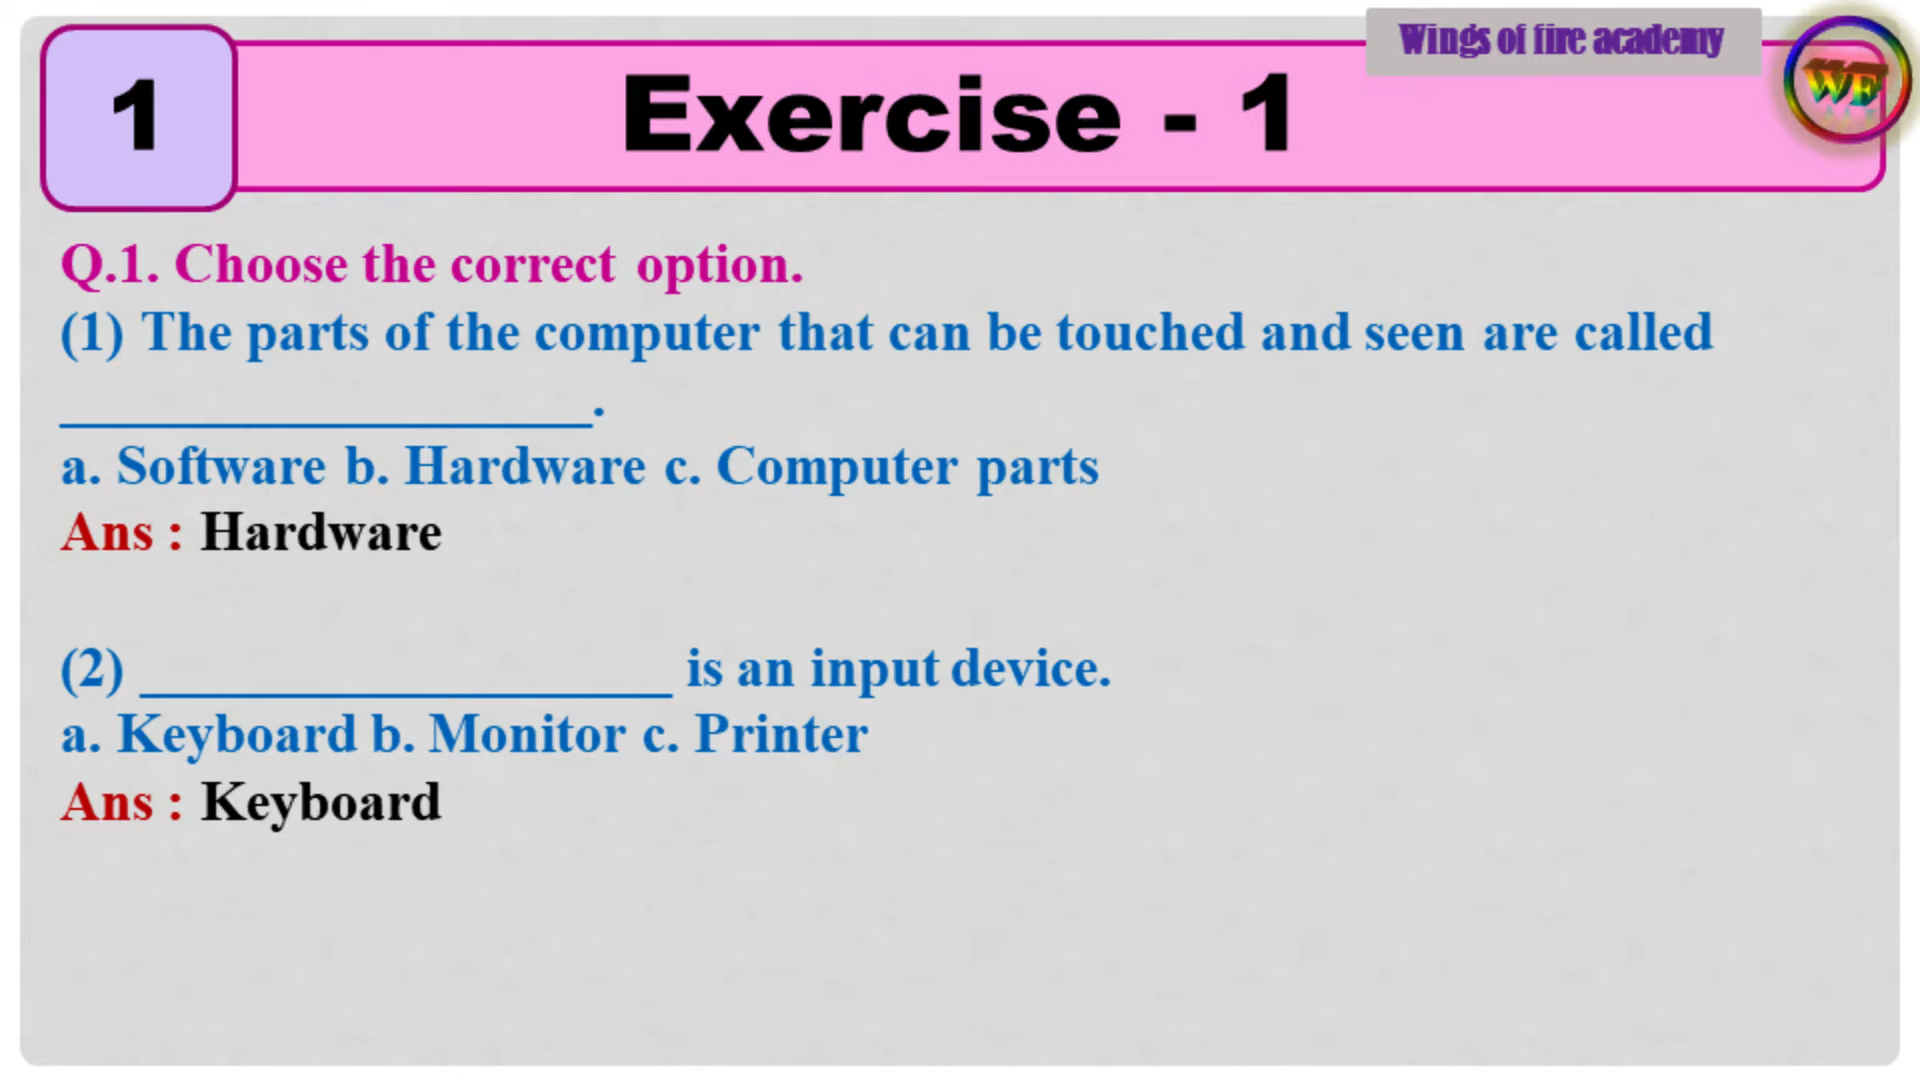 Wings of fire academy
WF
1
Exercise - 1
Q.1. Choose the correct option.
(1) The parts of the computer that can be touched and seen are called
____________________.
a. Software b. Hardware c. Computer parts
Ans : Hardware
(2) ____________________ is an input device.
a. Keyboard b. Monitor c. Printer
Ans : Keyboard